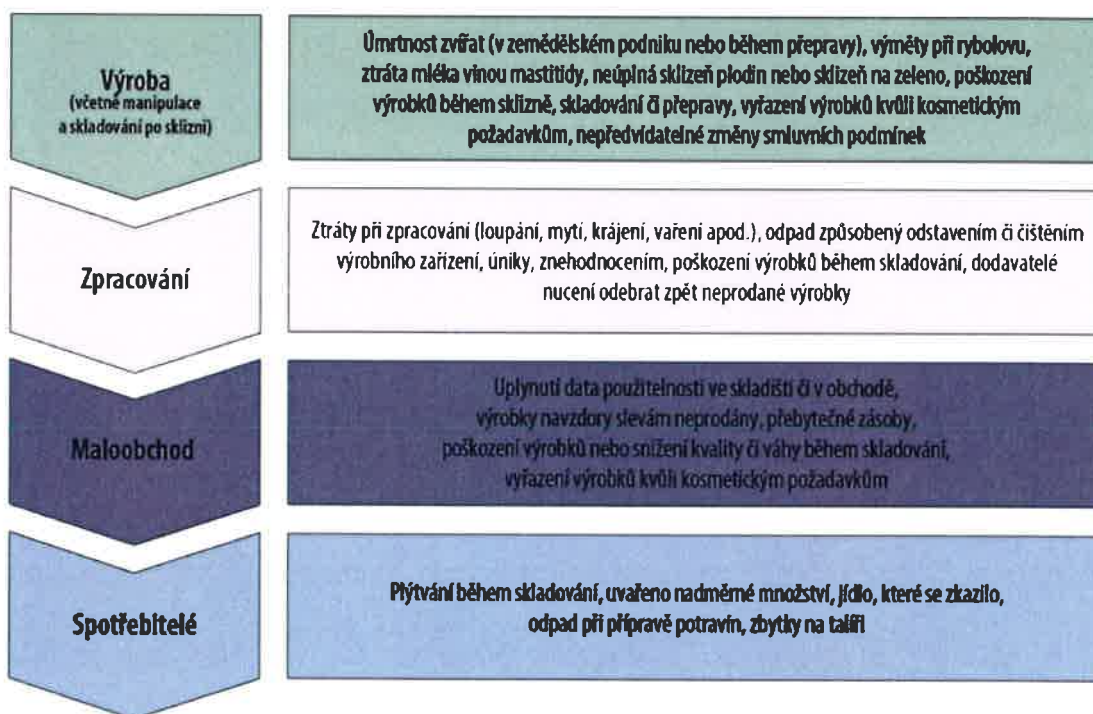 Výroba
(včetně manipulace
a skladování po sklizni)
Úmrtnost zvířat (v zemědělském podniku nebo během přepravy), výměty při rybolovu,
ztráta mléka vinou mastitidy, neúplná sklizeň plodin nebo sklizeň na zeleno, poškození
výrobků během sklizně, skladování či přepravy, vyřazení výrobků kvůli kosmetickým
požadavkům, nepředvídatelné změny smluvních podmínek
Zpracování
Ztráty při zpracování (loupání, mytí, krájení, vaření apod.), odpad způsobený odstavením či čištěním
výrobního zařízení, úniky, znehodnocením, poškození výrobků během skladování, dodavatelé
nucení odebrat zpět neprodané výrobky
Maloobchod
Uplynutí data použitelnosti ve skladišti či v obchodě,
výrobky navzdory slevám neprodány, přebytečné zásoby,
poškození výrobků nebo snížení kvality či váhy během skladování,
vyřazení výrobků kvůli kosmetickým požadavkům
Spotřebitelé
Plýtvání během skladování, uvařeno nadměrné množství, jídlo, které se zkazilo,
odpad při přípravě potravin, zbytky na talíři